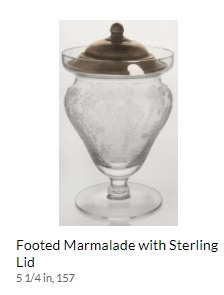 Footed Marmalade with Sterling
Lid
5 1/4 in, 157